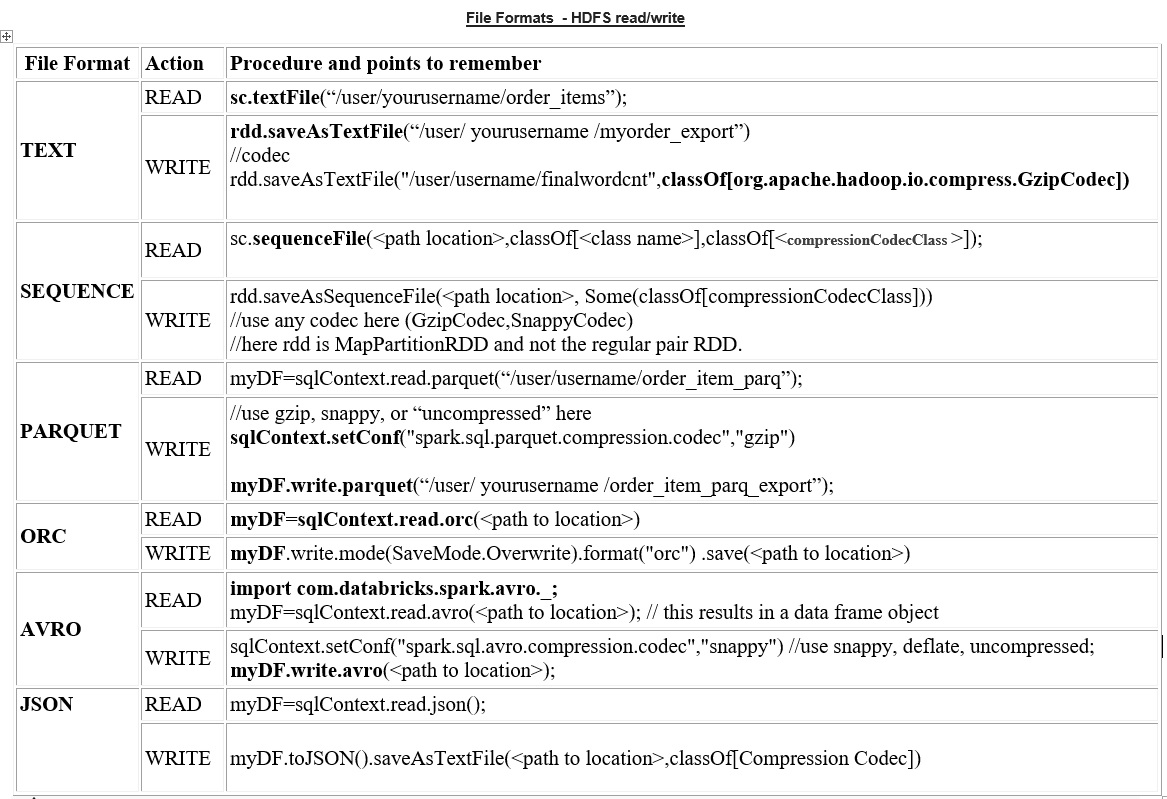 File Formats - HDFS read/write
File Format Action Procedure and points to remember
TEXT
READ
sc.textFile(“/user/yourusername/order_items”);
WRITE
rdd.saveAsTextFile(“/user/ yourusername /myorder_export”)
//codec
rdd.saveAsTextFile("/user/username/finalwordcnt",classOf[org.apache.hadoop.io.compress.GzipCodec])
SEQUENCE
READ
sc.sequenceFile(<path location>,classOf[<class name>],classOf[<compressionCodecClass >]);
WRITE
rdd.saveAsSequenceFile(<path location>, Some(classOf[compressionCodecClass]))
//use any codec here (GzipCodec,SnappyCodec)
//here rdd is MapPartitionRDD and not the regular pair RDD.
PARQUET
READ
myDF=sqlContext.read.parquet(“/user/username/order_item_parq”);
WRITE
//use gzip, snappy, or “uncompressed” here
sqlContext.setConf("spark.sql.parquet.compression.codec","gzip")
myDF.write.parquet(“/user/ yourusername /order_item_parq_export”);
ORC
READ
myDF=sqlContext.read.orc(<path to location>)
WRITE
myDF.write.mode(SaveMode.Overwrite).format("orc") .save(<path to location>)
AVRO
READ
import com.databricks.spark.avro._;
myDF=sqlContext.read.avro(<path to location>); // this results in a data frame object
WRITE
sqlContext.setConf("spark.sql.avro.compression.codec","snappy") //use snappy, deflate, uncompressed;
myDF.write.avro(<path to location>);
JSON
READ
myDF=sqlContext.read.json();
WRITE
myDF.toJSON().saveAsTextFile(<path to location>,classOf[Compression Codec])